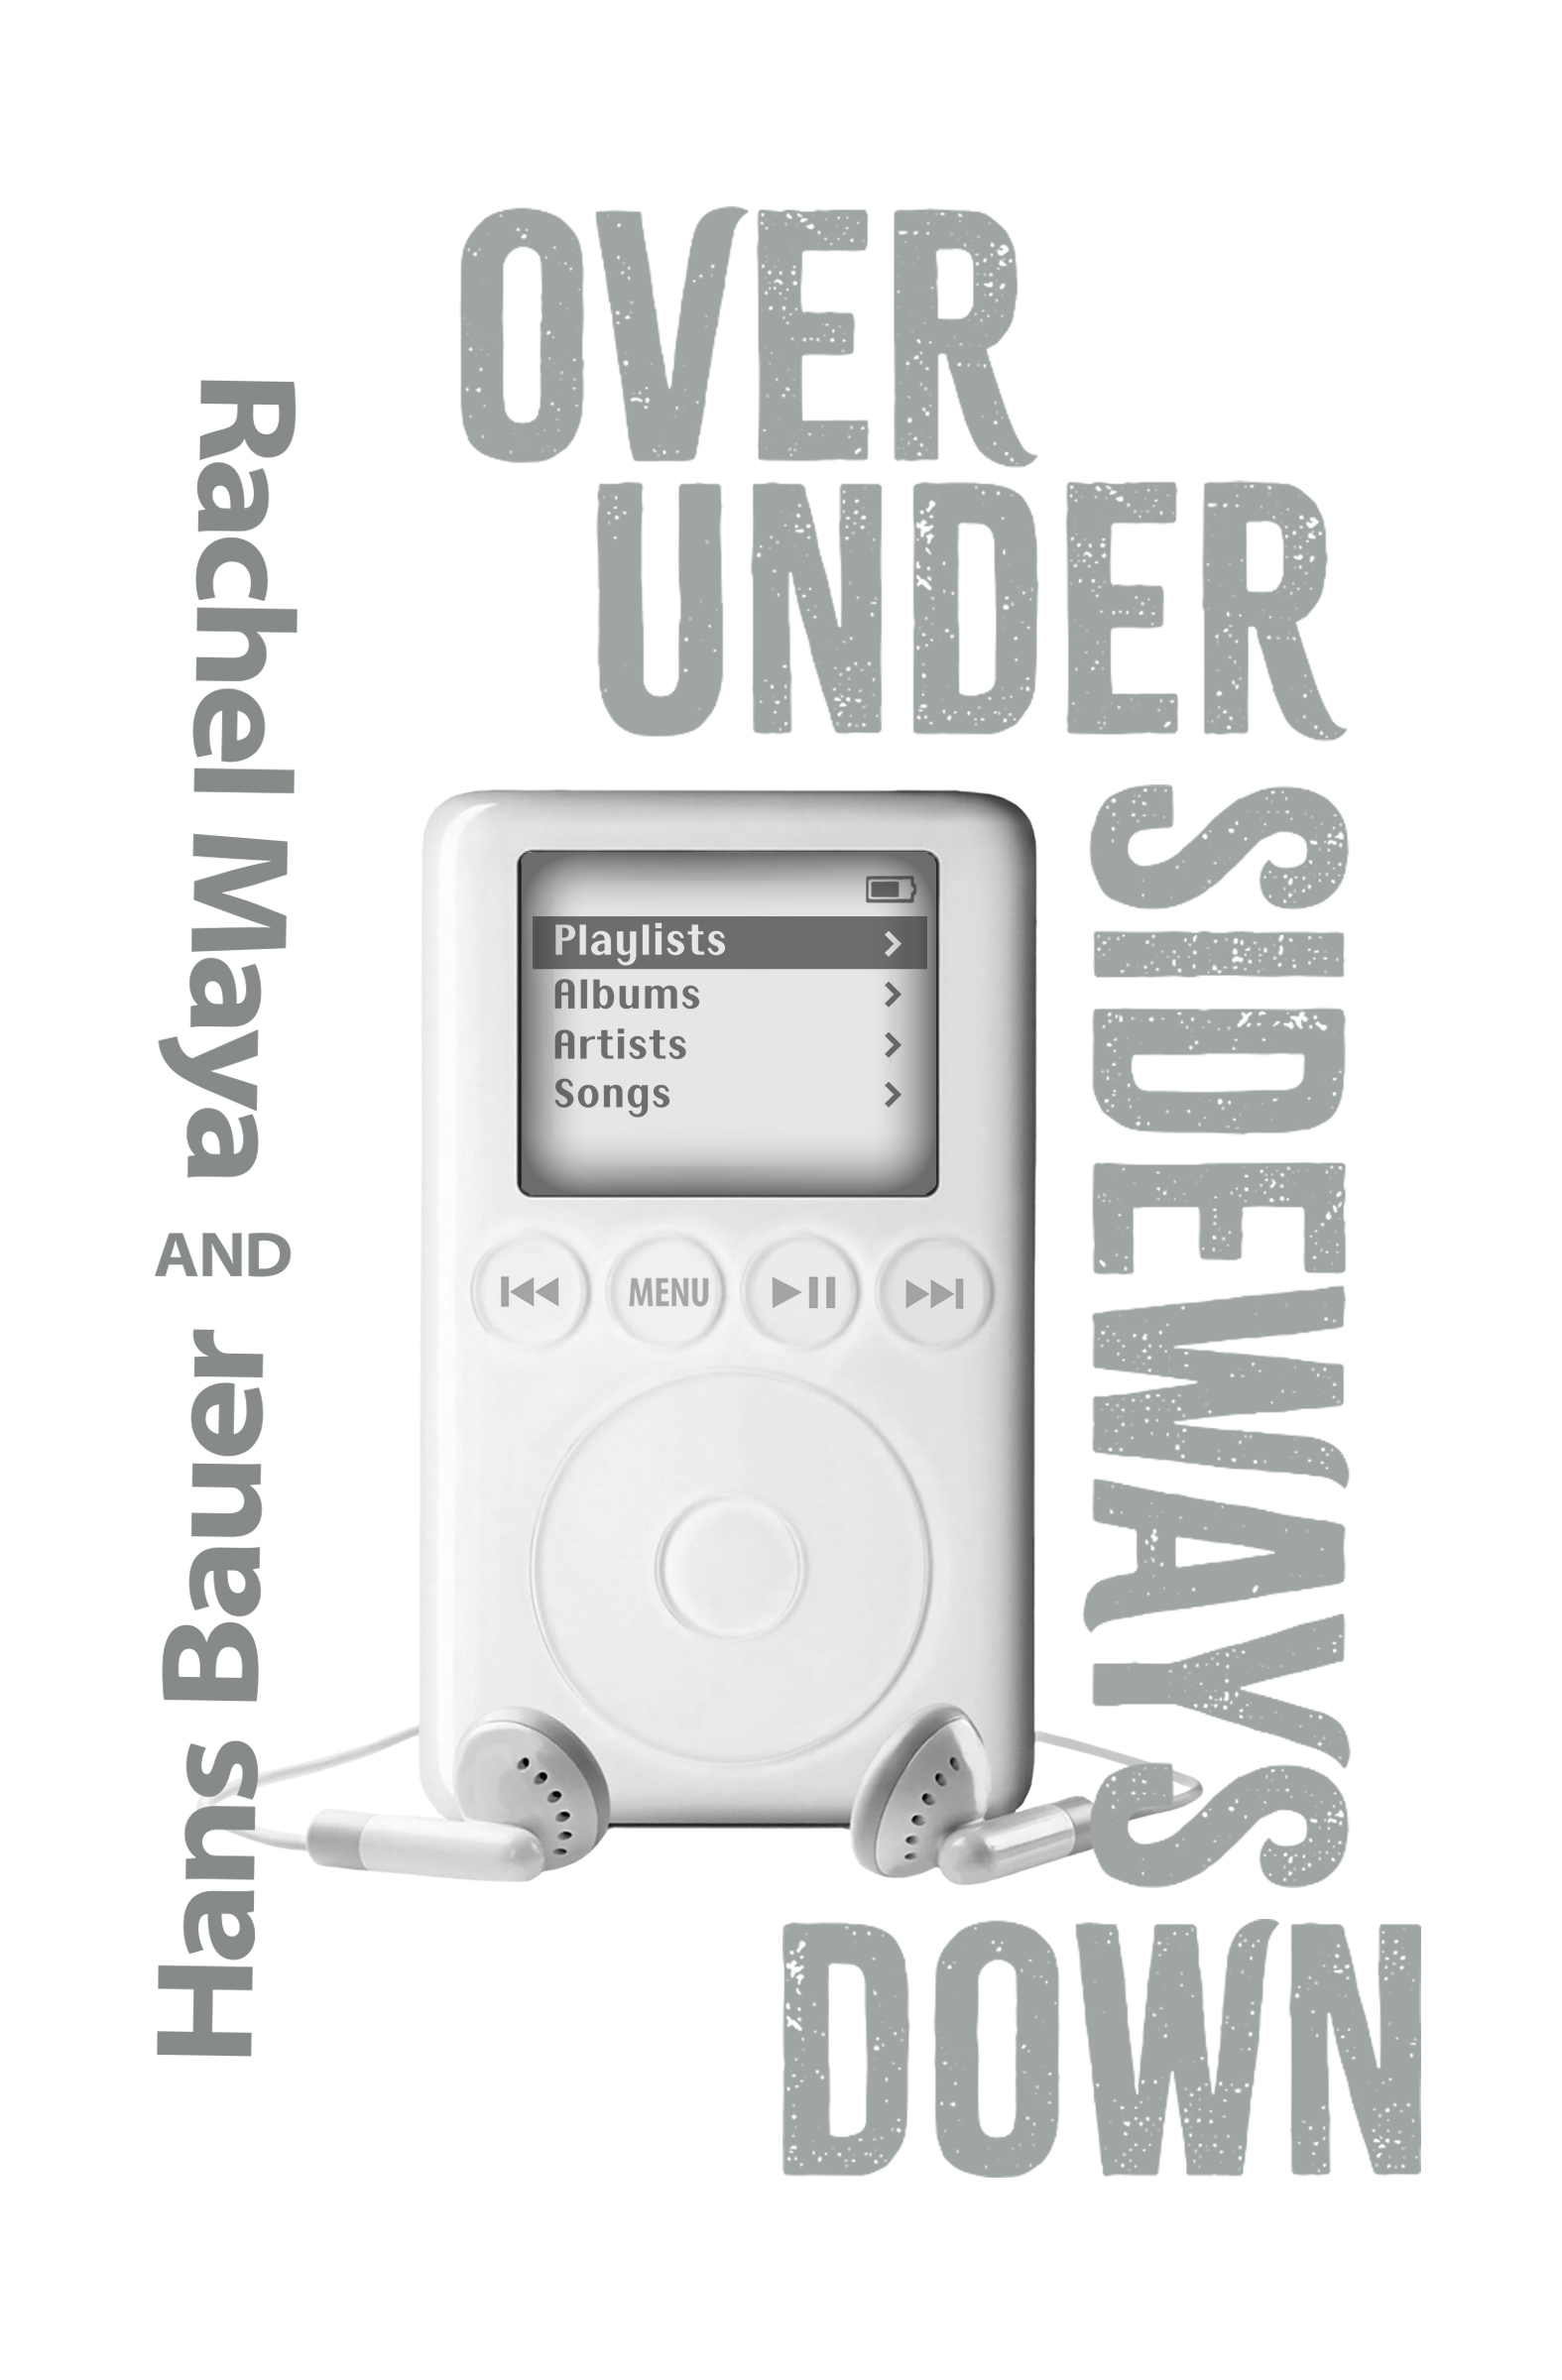 OVER
UNDER
SIDEWAYS
DOWN
Rachel Maya
AND
Hans Bauer
Playlists
Albums
Artists
Songs
MENU